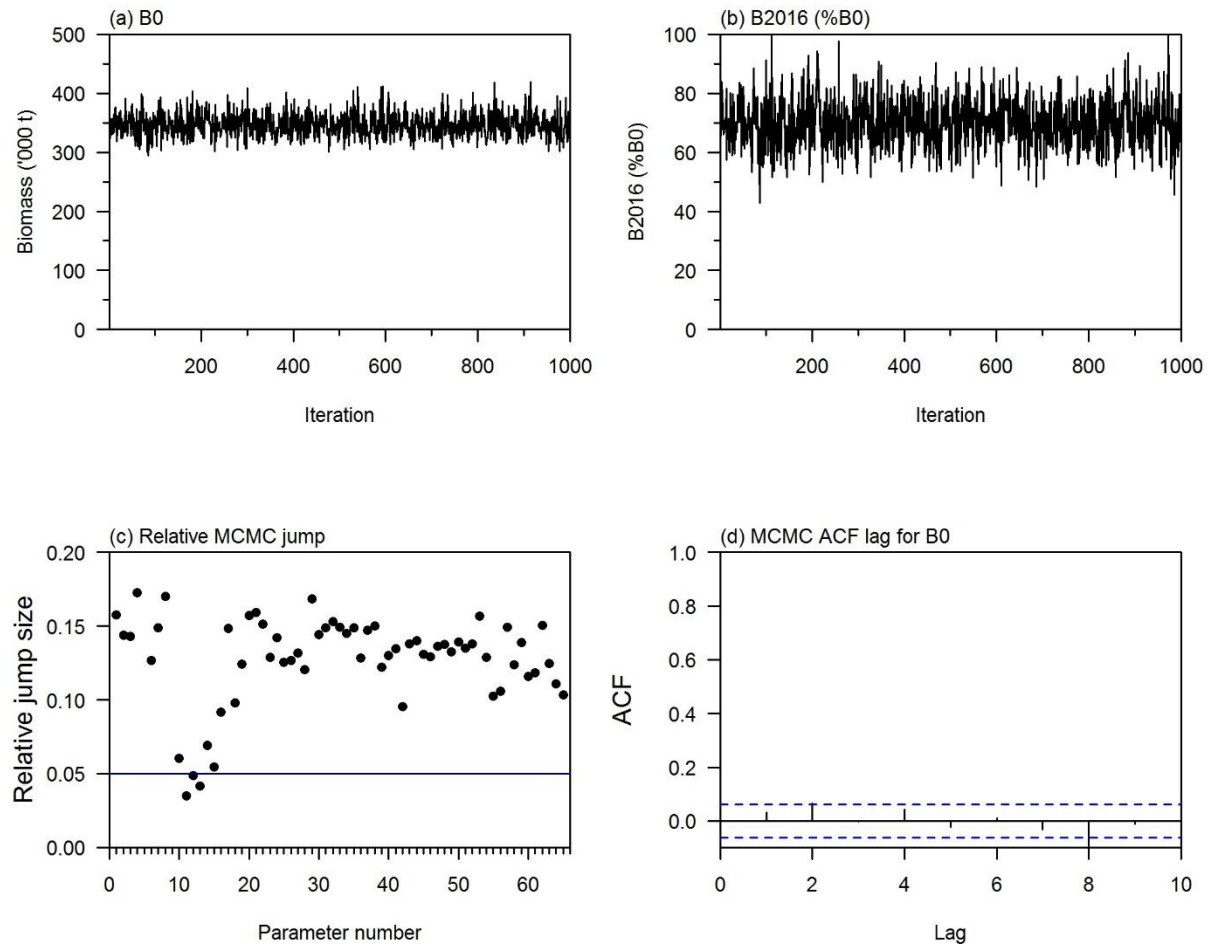 (a) B0
500
400
300
200
100
0
Biomass ('000 t)
200 400 600 800 1000
Iteration
(b) B2016 (%B0)
100
80
60
40
20
0
B2016 (%B0)
200 400 600 800 1000
Iteration
(c) Relative MCMC jump
0.20
0.15
0.10
0.05
0.00
Relative jump size
0 10 20 30 40 50 60
Parameter number
(d) MCMC ACF lag for B0
1.0
0.8
0.6
0.4
0.2
0.0
ACF
0 2 4 6 8 10
Lag